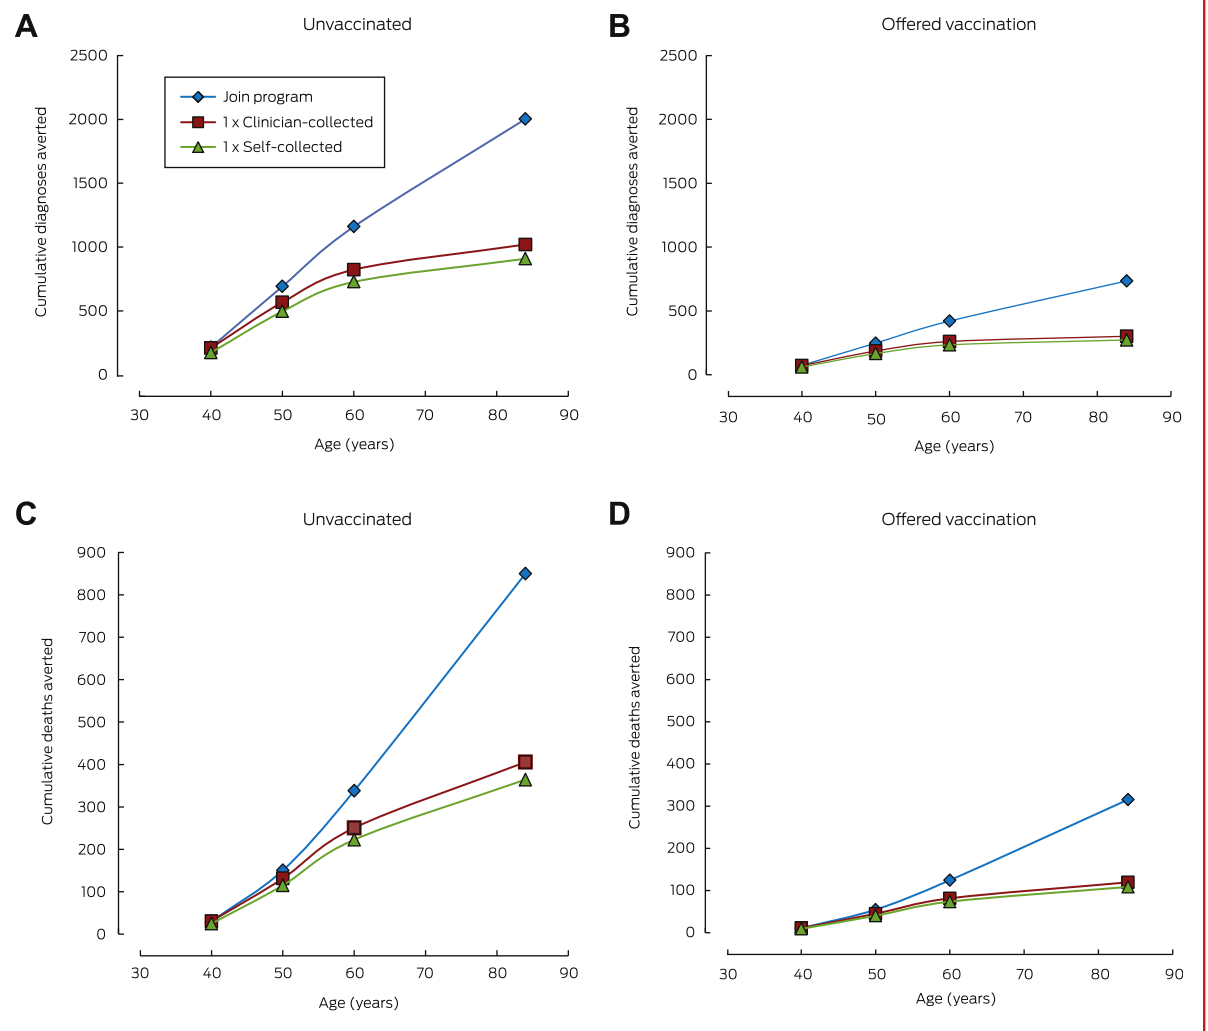 A
Unvaccinated
2500
2000
1500
1000
500
0
Cumulative diagnoses averted
Join program
1 x Clinician-collected
1 x Self-collected
30 40 50 60 70 80 90
Age (years)
B
Offered vaccination
2500
2000
1500
1000
500
0
Cumulative diagnoses averted
30 40 50 60 70 80 90
Age (years)
C
Unvaccinated
900
800
700
600
500
400
300
200
100
0
Cumulative deaths averted
30 40 50 60 70 80 90
Age (years)
D
Offered vaccination
900
800
700
600
500
400
300
200
100
0
Cumulative deaths averted
30 40 50 60 70 80 90
Age (years)